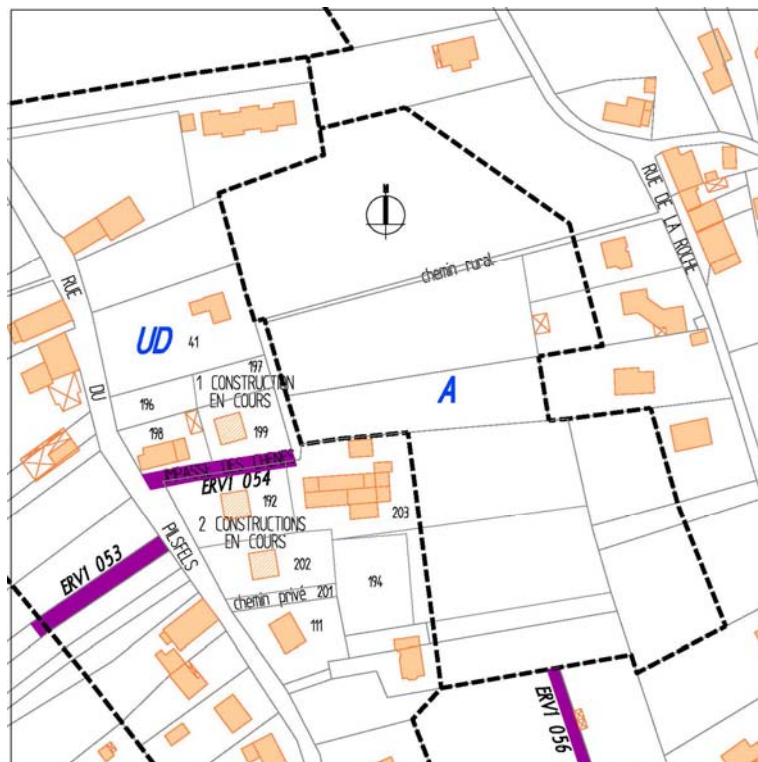 N
RUE DE LA ROCHE
chemin rural
RUE
DU
PILSFELS
UD
41
A
197
1 CONSTRUCTION
EN COURS
196
198
199
IMPASSE DES CHENES
ERV1 054
192
2 CONSTRUCTIONS
EN COURS
203
ERV1 053
202
194
chemin privé 201
111
ERV1 056